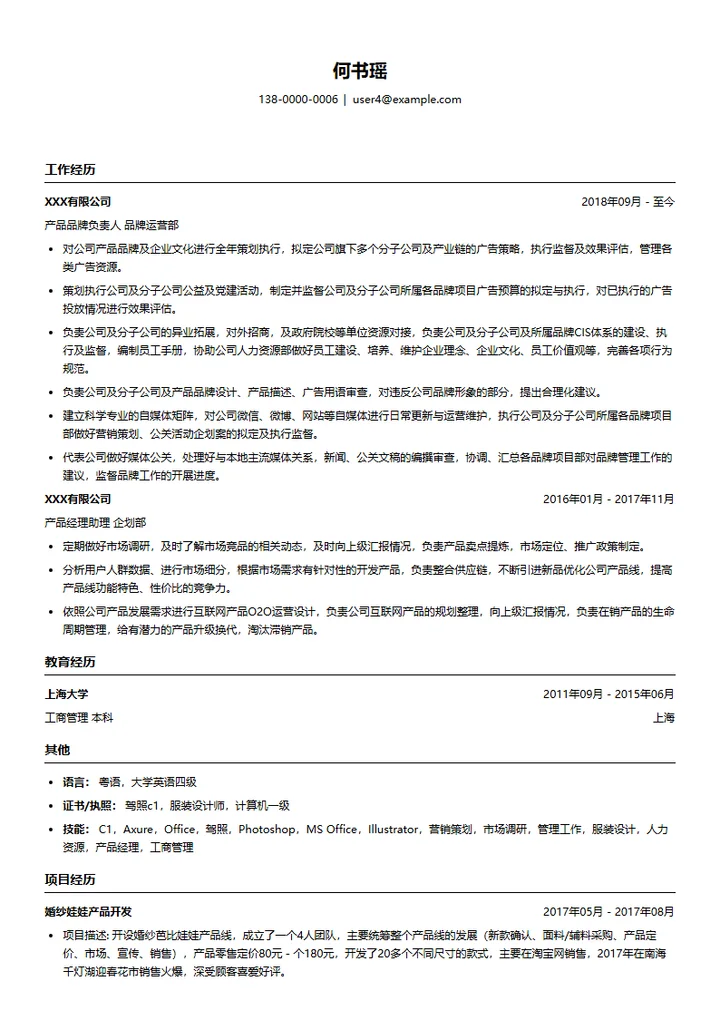 何书瑶
138-0000-0006 | user4@example.com
工作经历
XXX有限公司 2018年09月 - 至今
产品品牌负责人 品牌运营部
• 对公司产品品牌及企业文化进行全年策划执行，拟定公司旗下多个分子公司及产业链的广告策略，执行监督及效果评估，管理各
类广告资源。
• 策划执行公司及分子公司公益及党建活动，制定并监督公司及分子公司所属各品牌项目广告预算的拟定与执行，对已执行的广告
投放情况进行效果评估。
• 负责公司及分子公司的异业拓展，对外招商，及政府院校等单位资源对接，负责公司及分子公司及所属品牌CIS体系的建设、执
行及监督，编制员工手册，协助公司人力资源部做好员工建设、培养、维护企业理念、企业文化、员工价值观等，完善各项行为
规范。
• 负责公司及分子公司及产品品牌设计、产品描述、广告用语审查，对违反公司品牌形象的部分，提出合理化建议。
• 建立科学专业的自媒体矩阵，对公司微信、微博、网站等自媒体进行日常更新与运营维护，执行公司及分子公司所属各品牌项目
部做好营销策划、公关活动企划案的拟定及执行监督。
• 代表公司做好媒体公关，处理好与本地主流媒体关系，新闻、公关文稿的编撰审查，协调、汇总各品牌项目部对品牌管理工作的
建议，监督品牌工作的开展进度。
XXX有限公司 2016年01月 - 2017年11月
产品经理助理 企划部
• 定期做好市场调研，及时了解市场竞品的相关动态，及时向上级汇报情况，负责产品卖点提炼，市场定位、推广政策制定。
• 分析用户人群数据、进行市场细分，根据市场需求有针对性的开发产品，负责整合供应链，不断引进新品优化公司产品线，提高
产品线功能特色、性价比的竞争力。
• 依照公司产品发展需求进行互联网产品O2O运营设计，负责公司互联网产品的规划整理，向上级汇报情况，负责在销产品的生命
周期管理，给有潜力的产品升级换代，淘汰滞销产品。
教育经历
上海大学 2011年09月 - 2015年06月
工商管理 本科 上海
其他
• 语言： 粤语，大学英语四级
• 证书/执照： 驾照c1，服装设计师，计算机一级
• 技能： C1，Axure，Office，驾照，Photoshop，MS Office，Illustrator，营销策划，市场调研，管理工作，服装设计，人力
资源，产品经理，工商管理
项目经历
婚纱娃娃产品开发 2017年05月 - 2017年08月
• 项目描述: 开设婚纱芭比娃娃产品线，成立了一个4人团队，主要统筹整个产品线的发展（新款确认、面料/辅料采购、产品定
价、市场、宣传、销售），产品零售定价80元 - 个180元，开发了20多个不同尺寸的款式，主要在淘宝网销售，2017年在南海
千灯湖迎春花市销售火爆，深受顾客喜爱好评。